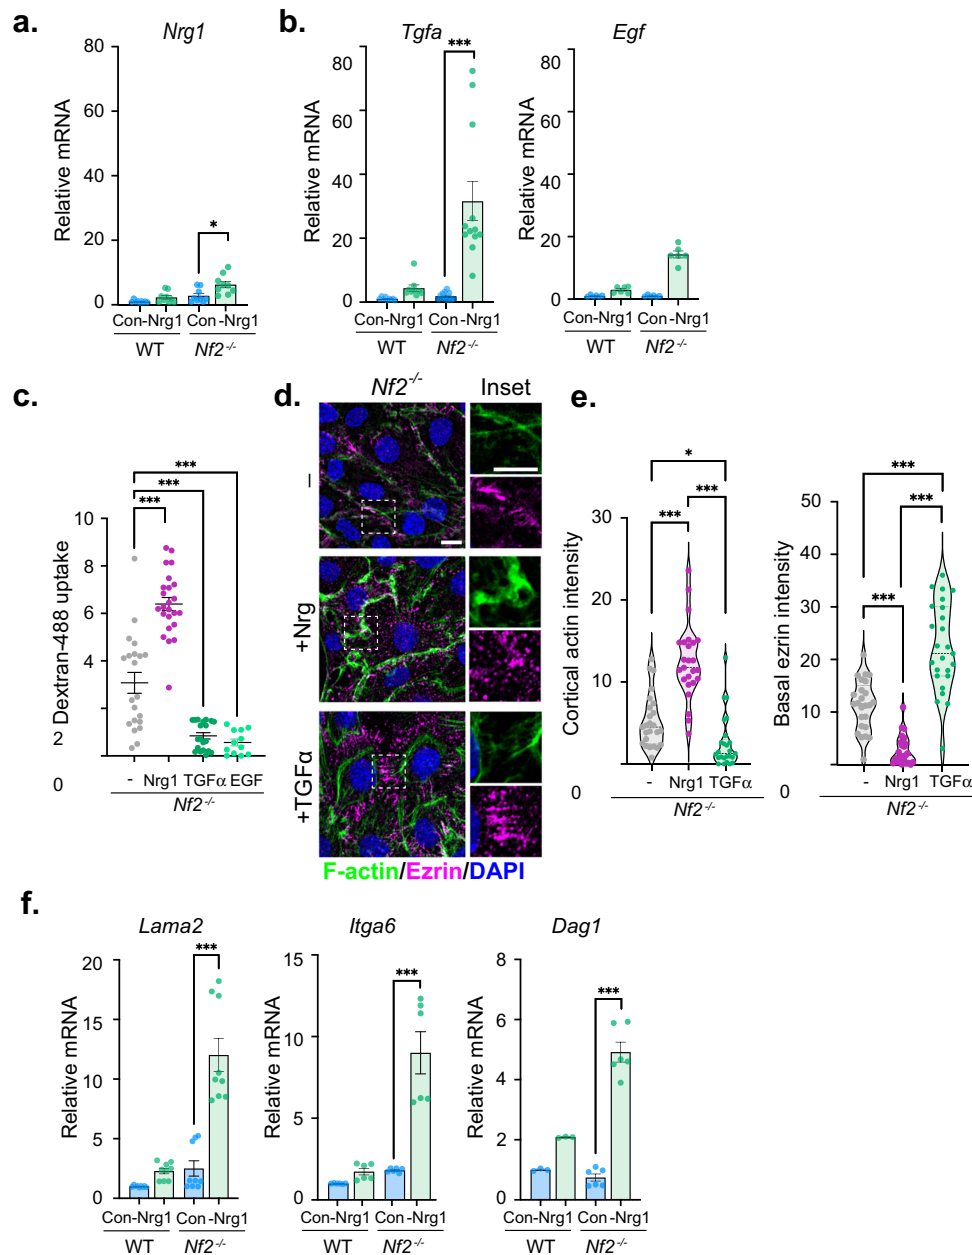 a.
Nrg1
80
60
40
20
0
Relative mRNA
*
Con -Nrg1 Con -Nrg1
WT Nf2-/-
b.
Tgfa
80
60
40
20
0
Relative mRNA
***
Con -Nrg1 Con -Nrg1
WT Nf2-/-
Egf
80
60
40
20
0
Relative mRNA
Con -Nrg1 Con -Nrg1
WT Nf2-/-
c.
***
***
***
10
8
6
4
2
0
Dextran-488 uptake
- Nrg1 TGFα EGF
Nf2-/-
d.
Nf2-/- Inset
–
+Nrg
+TGFα
F-actin/Ezrin/DAPI
e.
*
***
***
30
20
10
0
Cortical actin intensity
- Nrg1 TGFα
Nf2-/-
***
***
***
50
40
30
20
10
0
Basal ezrin intensity
- Nrg1 TGFα
Nf2-/-
f.
Lama2
20
15
10
5
0
Relative mRNA
***
Con -Nrg1 Con -Nrg1
WT Nf2-/-
Itga6
15
10
5
0
Relative mRNA
***
Con -Nrg1 Con -Nrg1
WT Nf2-/-
Dag1
8
6
4
2
0
Relative mRNA
***
Con -Nrg1 Con -Nrg1
WT Nf2-/-